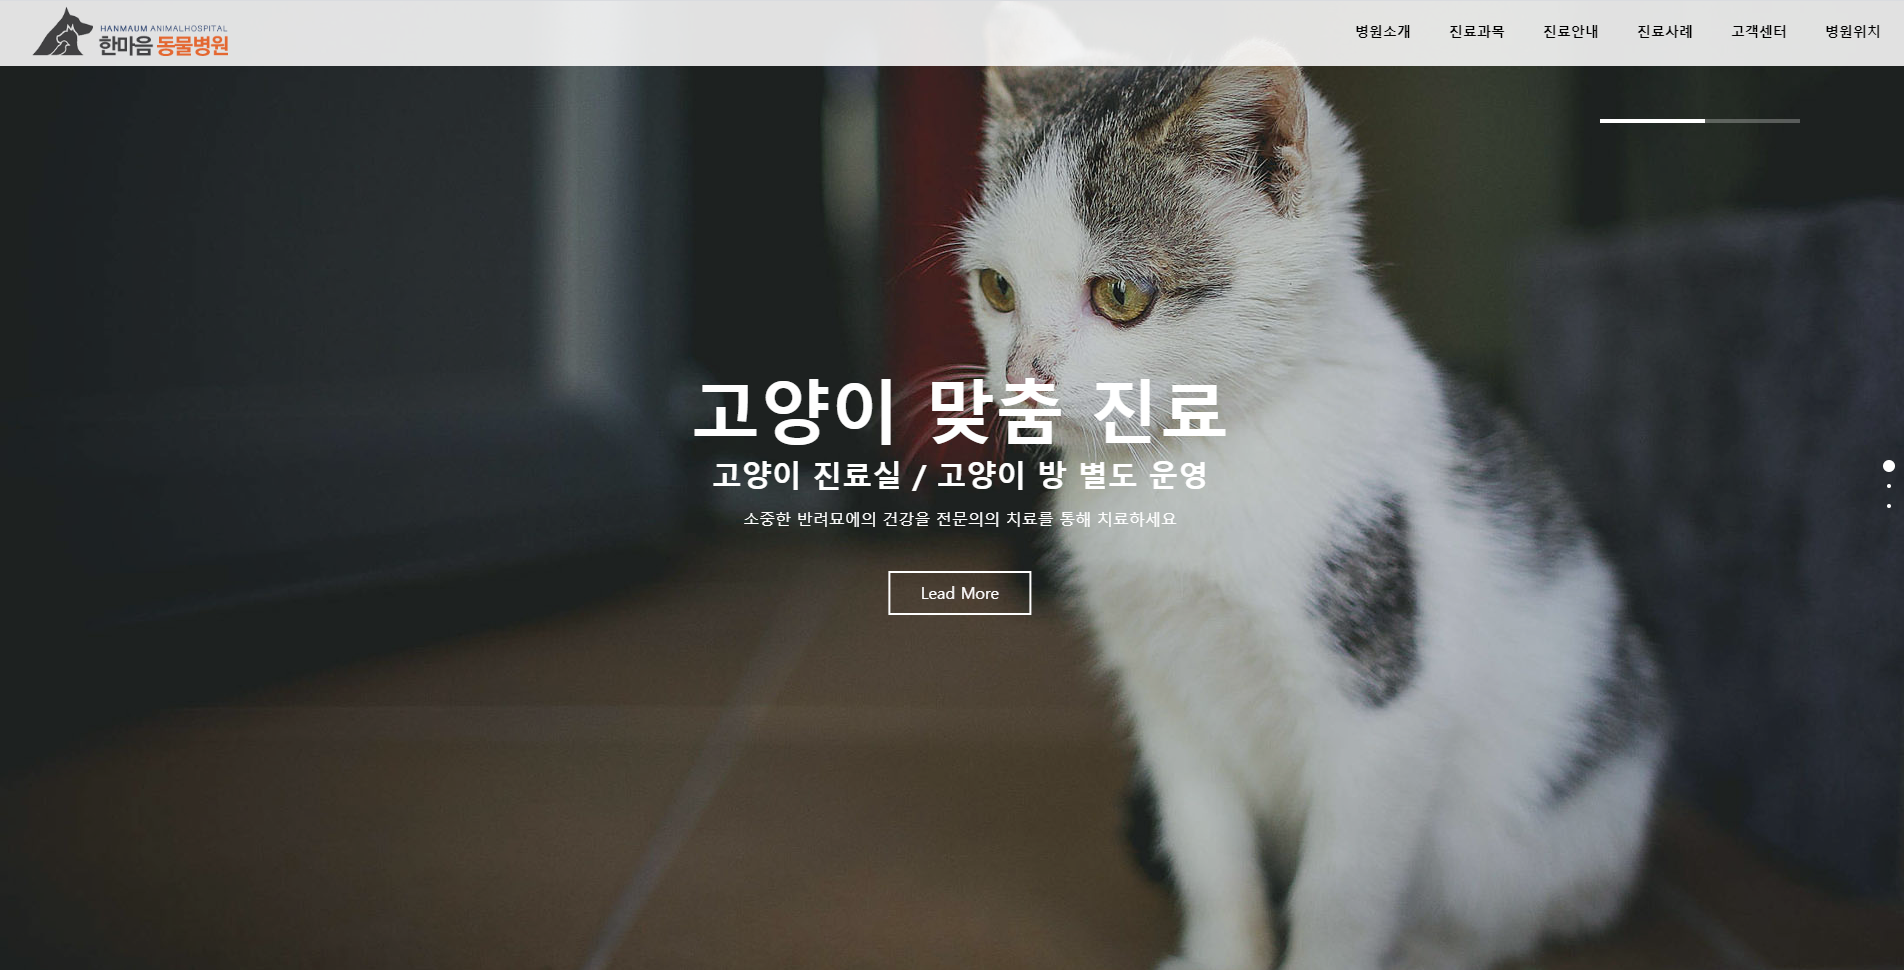 HANMAUM ANIMALHOSPITAL
한마음 동물병원
병원소개 진료과목 진료안내 진료사례 고객센터 병원위치
고양이 맞춤 진료
고양이 진료실 / 고양이 방 별도 운영
소중한 반려묘에의 건강을 전문의의 치료를 통해 치료하세요
Lead More